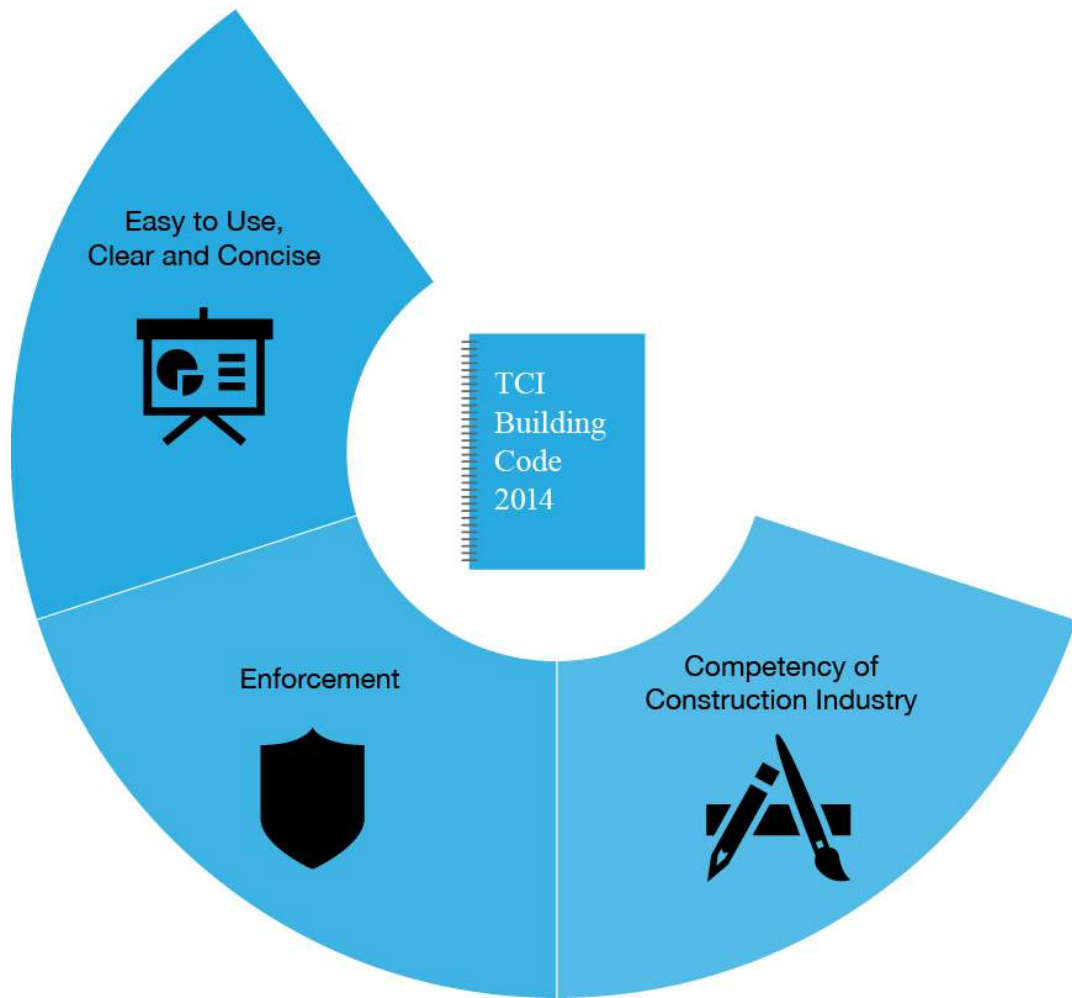 Easy to Use,
Clear and Concise
TCI
Building
Code
2014
Enforcement
Competency of
Construction Industry